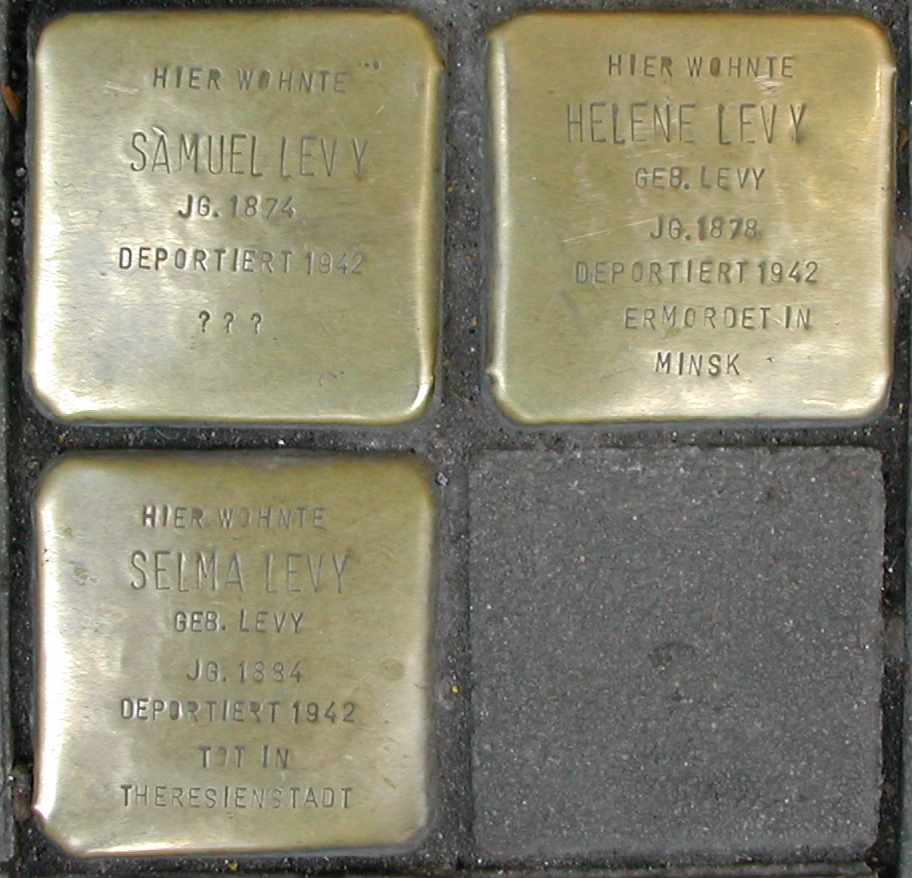 HIER WOHNTE
SAMUEL LEVY
JG. 1874
DEPORTIERT 1942
? ? ?
HIER WOHNTE
HELENE LEVY
GEB. LEVY
JG. 1878
DEPORTIERT 1942
ERMORDET IN
MINSK
HIER WOHNTE
SELMA LEVY
GEB. LEVY
JG. 1884
DEPORTIERT 1942
TOT IN
THERESIENSTADT